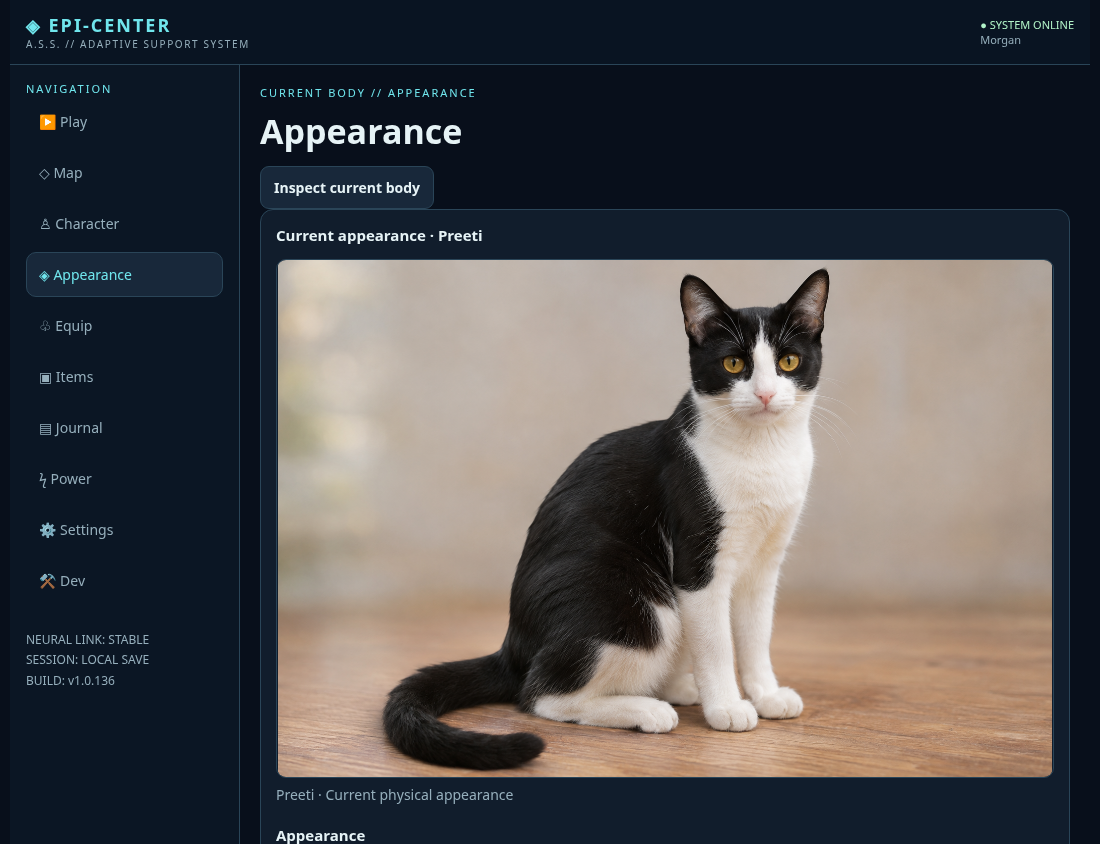 ◈ EPI-CENTER
A.S.S. // ADAPTIVE SUPPORT SYSTEM
● SYSTEM ONLINE
Morgan
NAVIGATION
▶️ Play
◇ Map
♙ Character
◈ Appearance
♧ Equip
▣ Items
▤ Journal
ϟ Power
⚙️ Settings
⚒️ Dev
NEURAL LINK: STABLE
SESSION: LOCAL SAVE
BUILD: v1.0.136
CURRENT BODY // APPEARANCE
Appearance
Inspect current body
Current appearance · Preeti
Preeti · Current physical appearance
Appearance